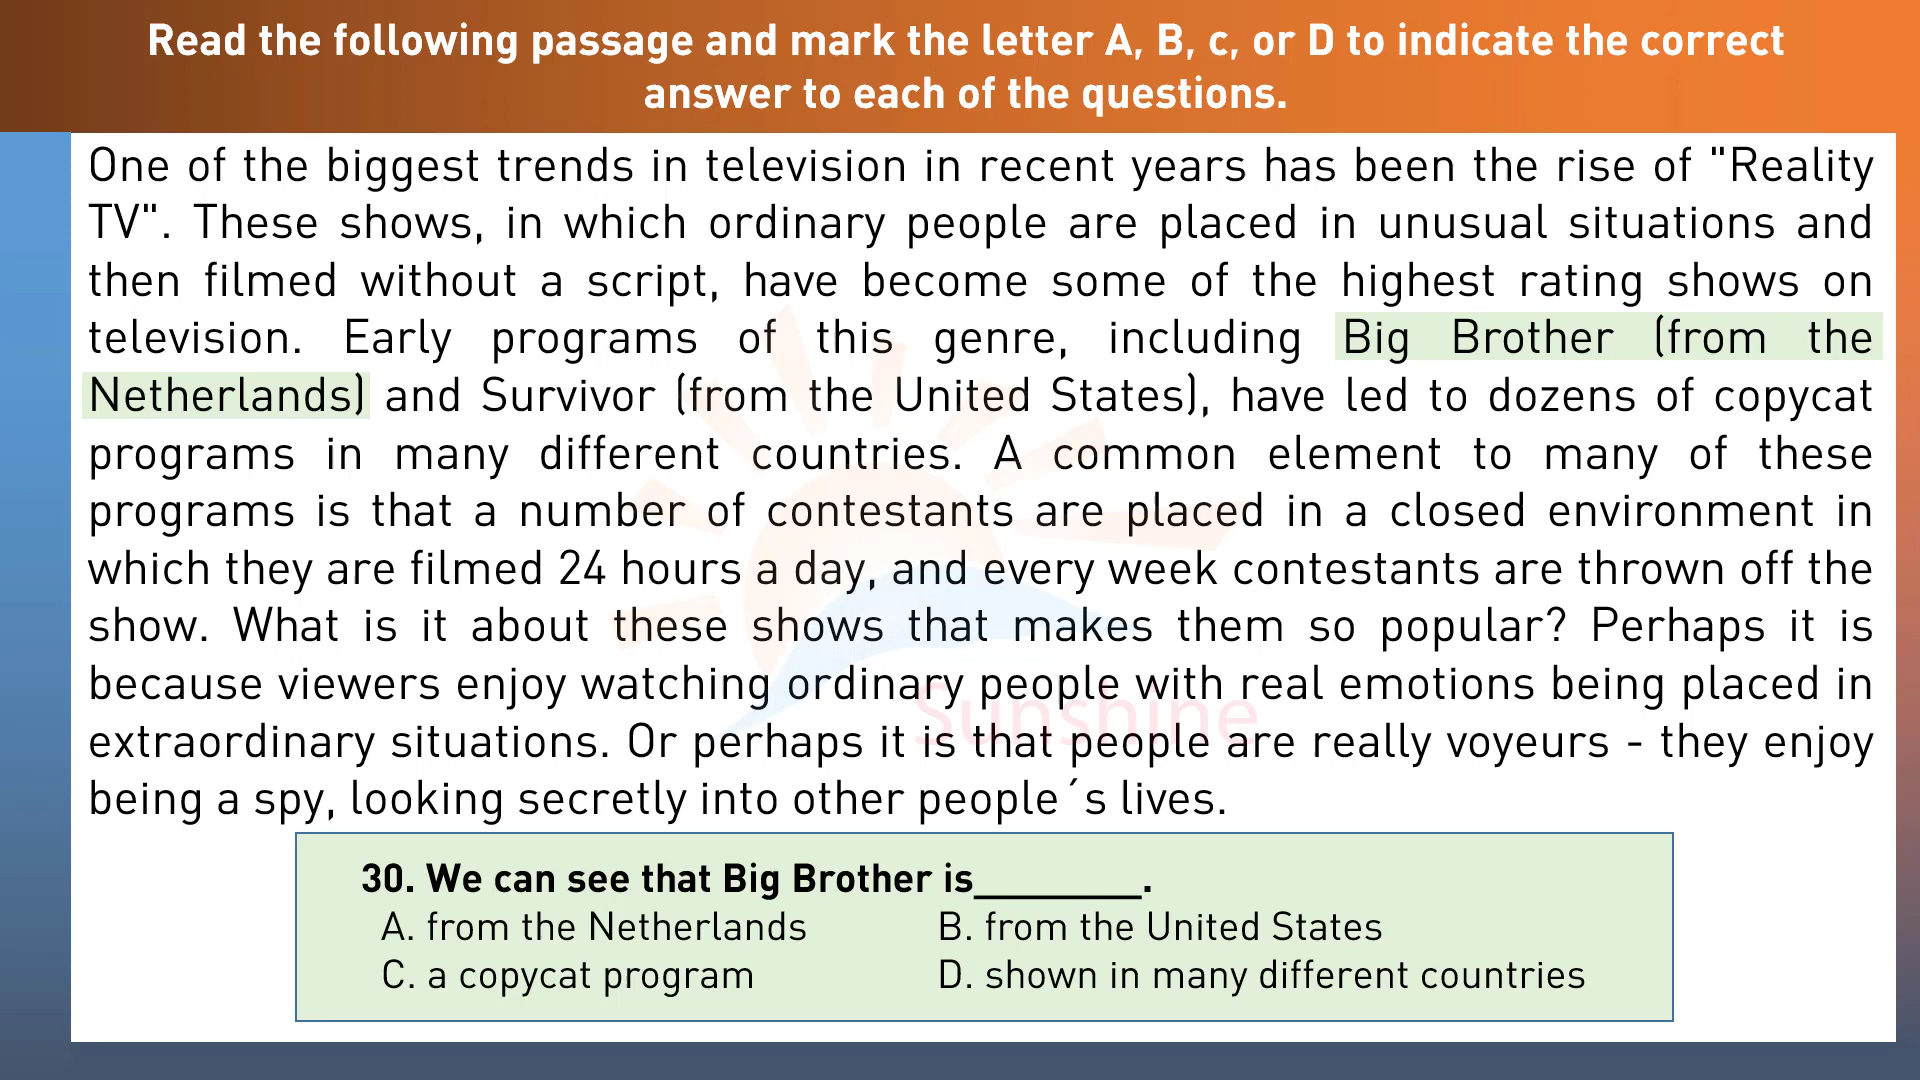 Read the following passage and mark the letter A, B, c, or D to indicate the correct
answer to each of the questions.
One of the biggest trends in television in recent years has been the rise of "Reality
TV". These shows, in which ordinary people are placed in unusual situations and
then filmed without a script, have become some of the highest rating shows on
television. Early programs of this genre, including Big Brother (from the
Netherlands) and Survivor (from the United States), have led to dozens of copycat
programs in many different countries. A common element to many of these
programs is that a number of contestants are placed in a closed environment in
which they are filmed 24 hours a day, and every week contestants are thrown off the
show. What is it about these shows that makes them so popular? Perhaps it is
because viewers enjoy watching ordinary people with real emotions being placed in
extraordinary situations. Or perhaps it is that people are really voyeurs - they enjoy
being a spy, looking secretly into other people´s lives.
Sunshine
30. We can see that Big Brother is________.
A. from the Netherlands B. from the United States
C. a copycat program D. shown in many different countries